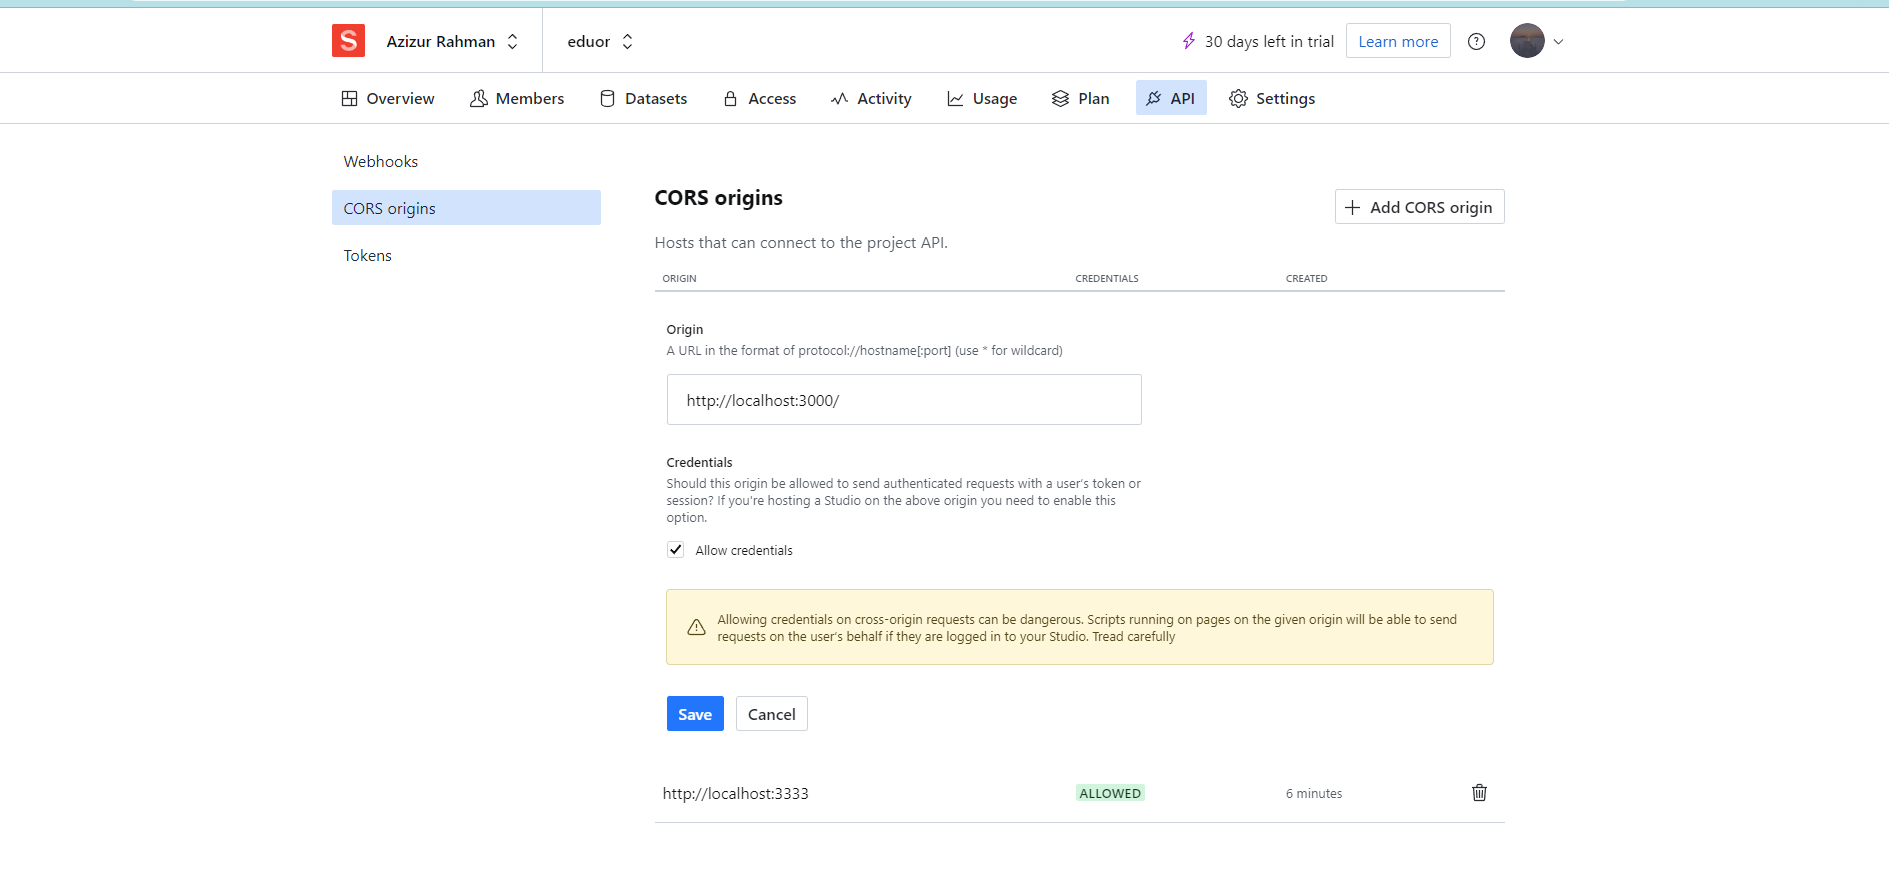 S Azizur Rahman eduor 30 days left in trial Learn more
Overview Members Datasets Access Activity Usage Plan API Settings
Webhooks
CORS origins
Tokens
CORS origins
Add CORS origin
Hosts that can connect to the project API.
ORIGIN CREDENTIALS CREATED
Origin
A URL in the format of protocol://hostname[:port] (use * for wildcard)
http://localhost:3000/
Credentials
Should this origin be allowed to send authenticated requests with a user's token or
session? If you're hosting a Studio on the above origin you need to enable this
option.
Allow credentials
Allowing credentials on cross-origin requests can be dangerous. Scripts running on pages on the given origin will be able to send
requests on the user's behalf if they are logged in to your Studio. Tread carefully
Save Cancel
http://localhost:3333 ALLOWED 6 minutes